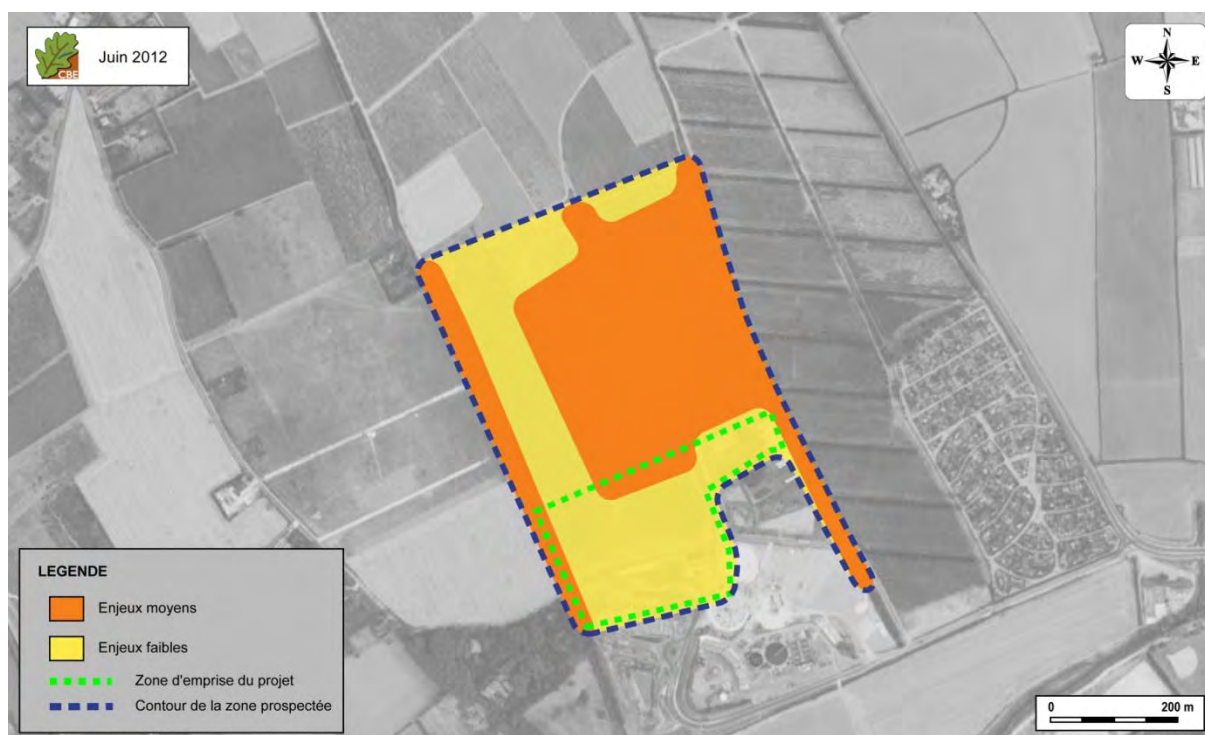 CBE
Juin 2012
N
W E
S
LEGENDE
Enjeux moyens
Enjeux faibles
Zone d'emprise du projet
Contour de la zone prospectée
0 200 m